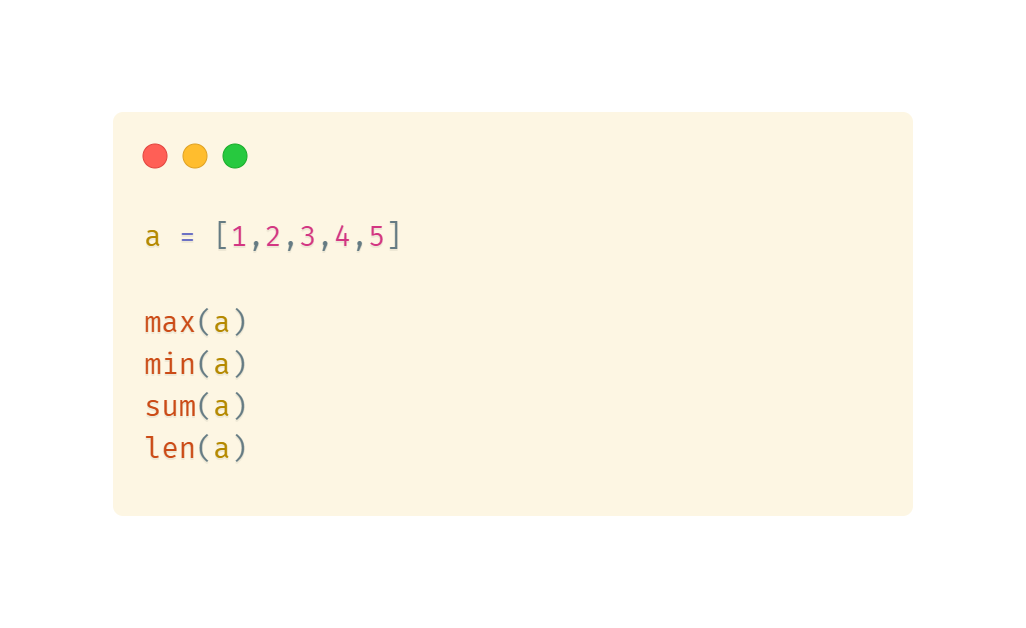 a = [1,2,3,4,5]
max(a)
min(a)
sum(a)
len(a)